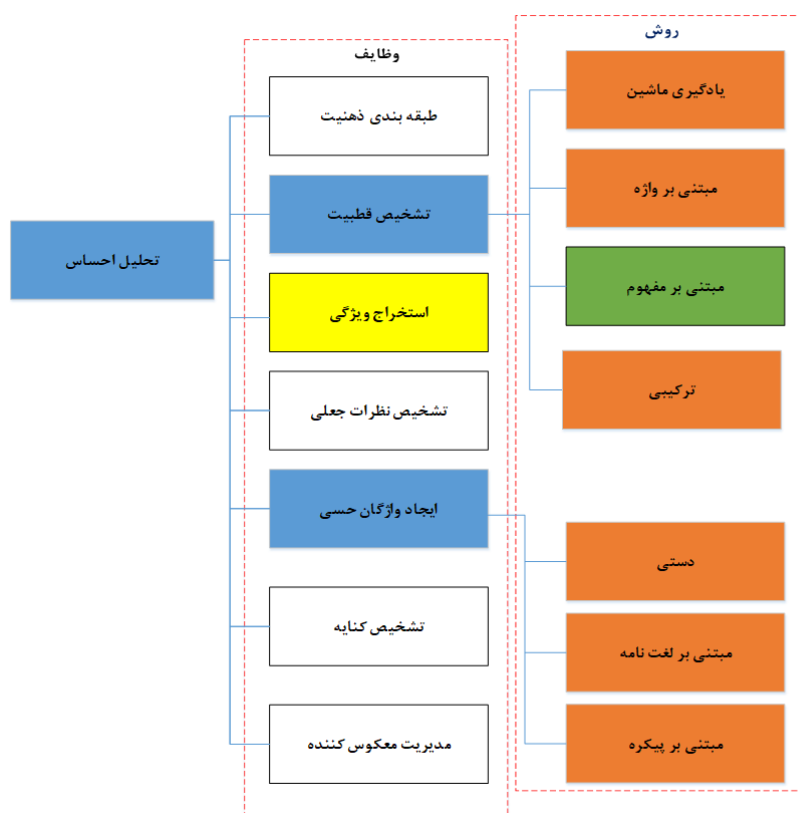 روش
وظایف
یادگیری ماشین
طبقه بندی ذهنیت
مبتنی بر واژه
تشخیص قطبیت
تحلیل احساس
مبتنی بر مفهوم
استخراج ویژگی
ترکیبی
تشخیص نظرات جعلی
ایجاد واژگان حسی
دستی
تشخیص کنایه
مبتنی بر لغت نامه
مدیریت معکوس کننده
مبتنی بر پیکره